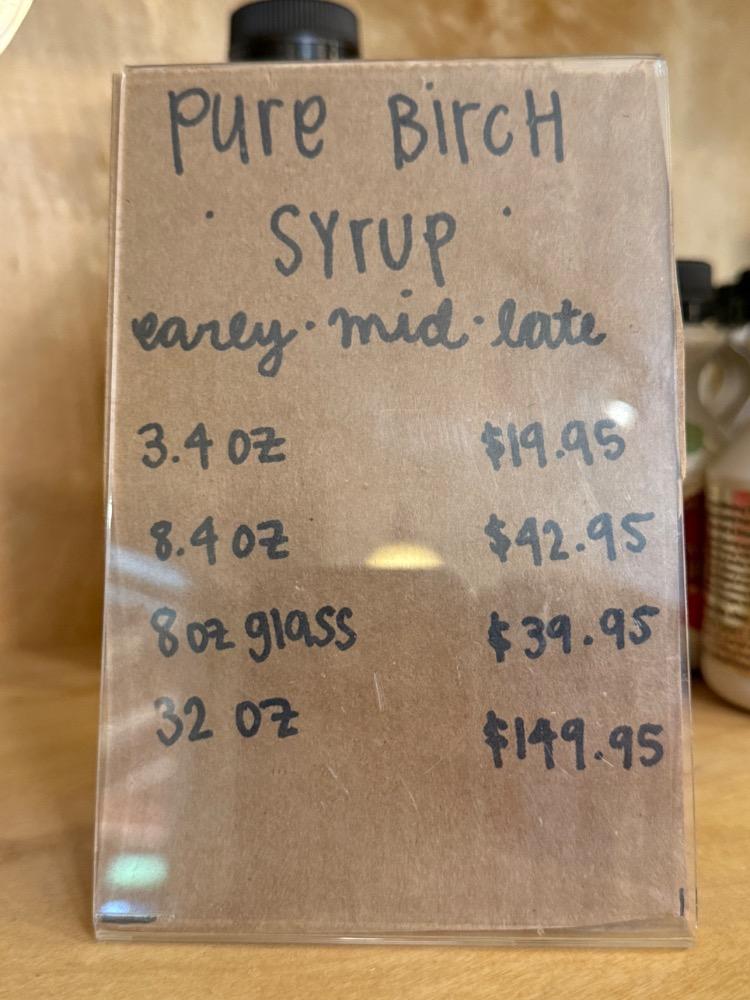 Pure Birch
· Syrup ·
earley · mid · late
3.4 oz $19.95
8.4 oz $42.95
8 oz glass $39.95
32 oz $149.95